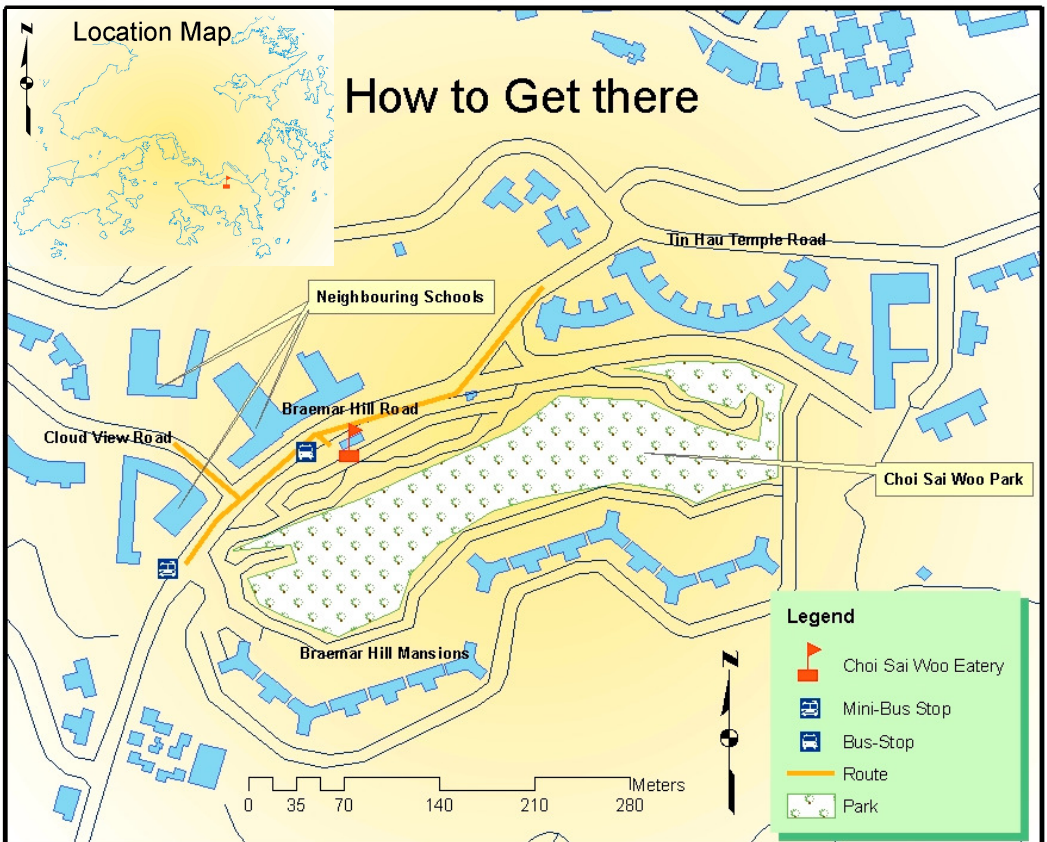 N
Location Map
How to Get there
Tin Hau Temple Road
Neighbouring Schools
Braemar Hill Road
Cloud View Road
Choi Sai Woo Park
Braemar Hill Mansions
N
Legend
Choi Sai Woo Eatery
Mini-Bus Stop
Bus-Stop
Route
Park
Meters
0 35 70 140 210 280